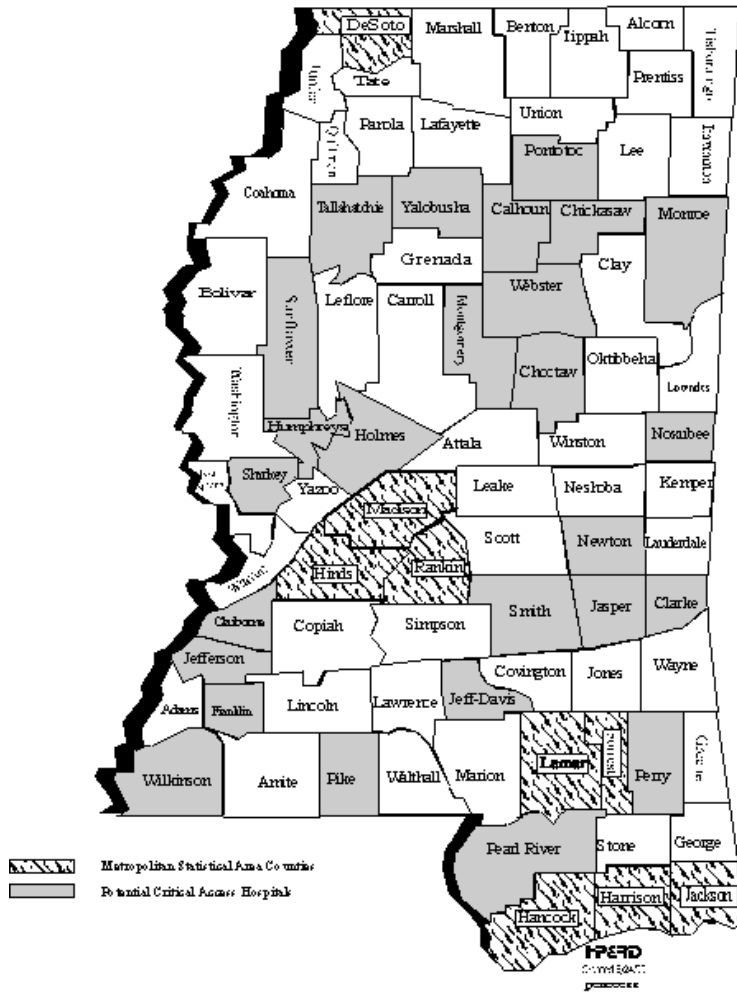 DeSoto
Marshall
Benton
Tippah
Alcorn
Prentiss
Tate
Parola
Lafayette
Union
Pontotoc
Lee
Coahoma
Tallahatchie
Yalobusha
Calhoun
Chickasaw
Monroe
Grenada
Clay
Bolivar
Sunflower
Leflore
Carroll
Montgomery
Webster
Choctaw
Oktibbeha
Lowndes
Washington
Humphreys
Holmes
Attala
Winston
Noxubee
Sharkey
Yazoo
Leake
Neshoba
Kemper
Madison
Scott
Newton
Lauderdale
Hinds
Rankin
Claiborne
Copiah
Simpson
Smith
Jasper
Clarke
Jefferson
Covington
Jones
Wayne
Adams
Franklin
Lincoln
Lawrence
Jeff-Davis
Wilkinson
Amite
Pike
Walthall
Marion
Lamar
Forrest
Perry
Greene
Pearl River
Stone
George
Hancock
Harrison
Jackson
Metropolitan Statistical Area Counties
Potential Critical Access Hospitals